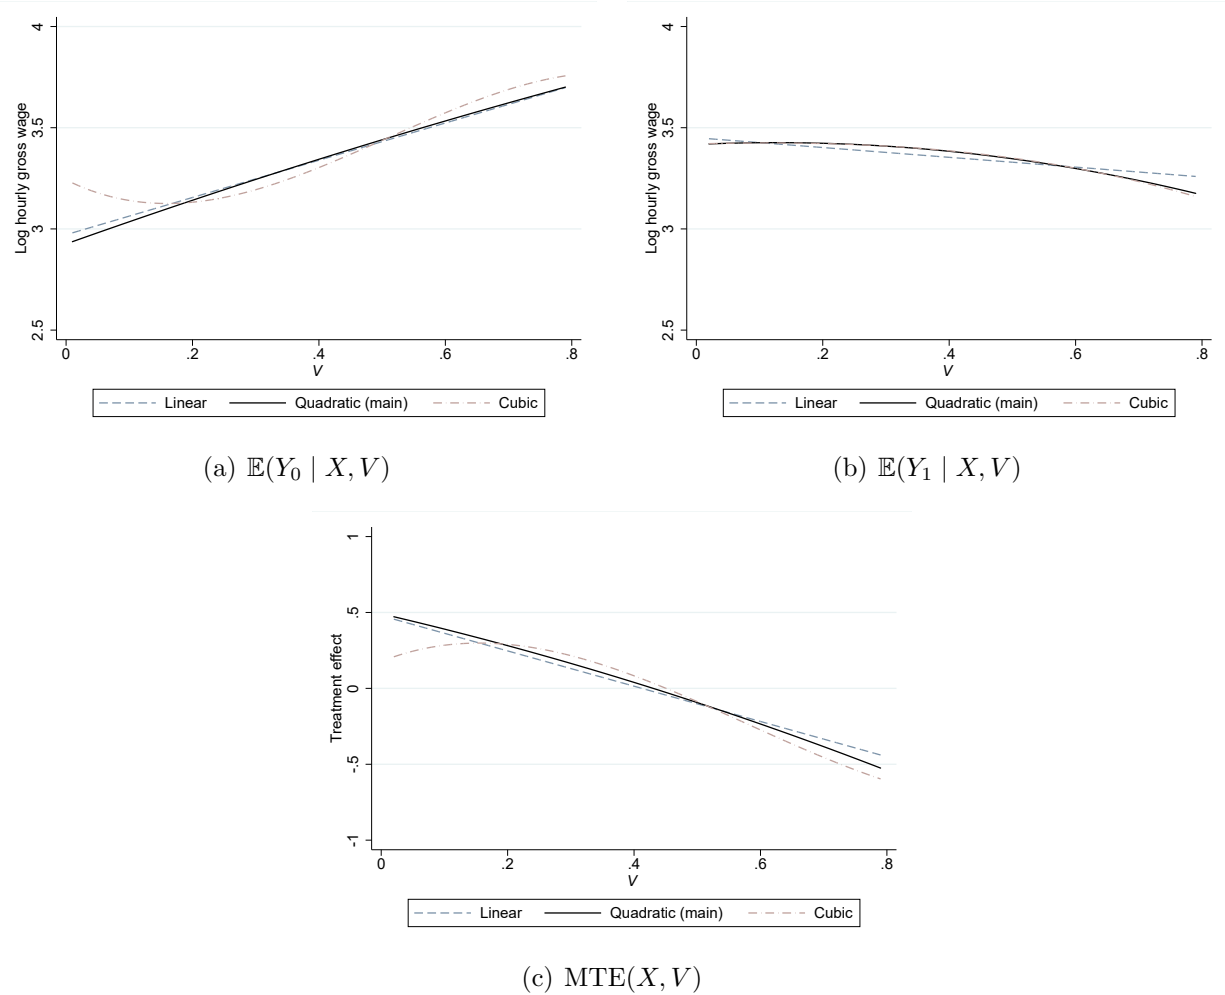 Log hourly gross wage
4
3.5
3
2.5
0 .2 .4 .6 .8
V
Linear Quadratic (main) Cubic
(a) 𝔼(Y₀ | X, V)
Log hourly gross wage
4
3.5
3
2.5
0 .2 .4 .6 .8
V
Linear Quadratic (main) Cubic
(b) 𝔼(Y₁ | X, V)
Treatment effect
1
.5
0
-.5
-1
0 .2 .4 .6 .8
V
Linear Quadratic (main) Cubic
(c) MTE(X, V)